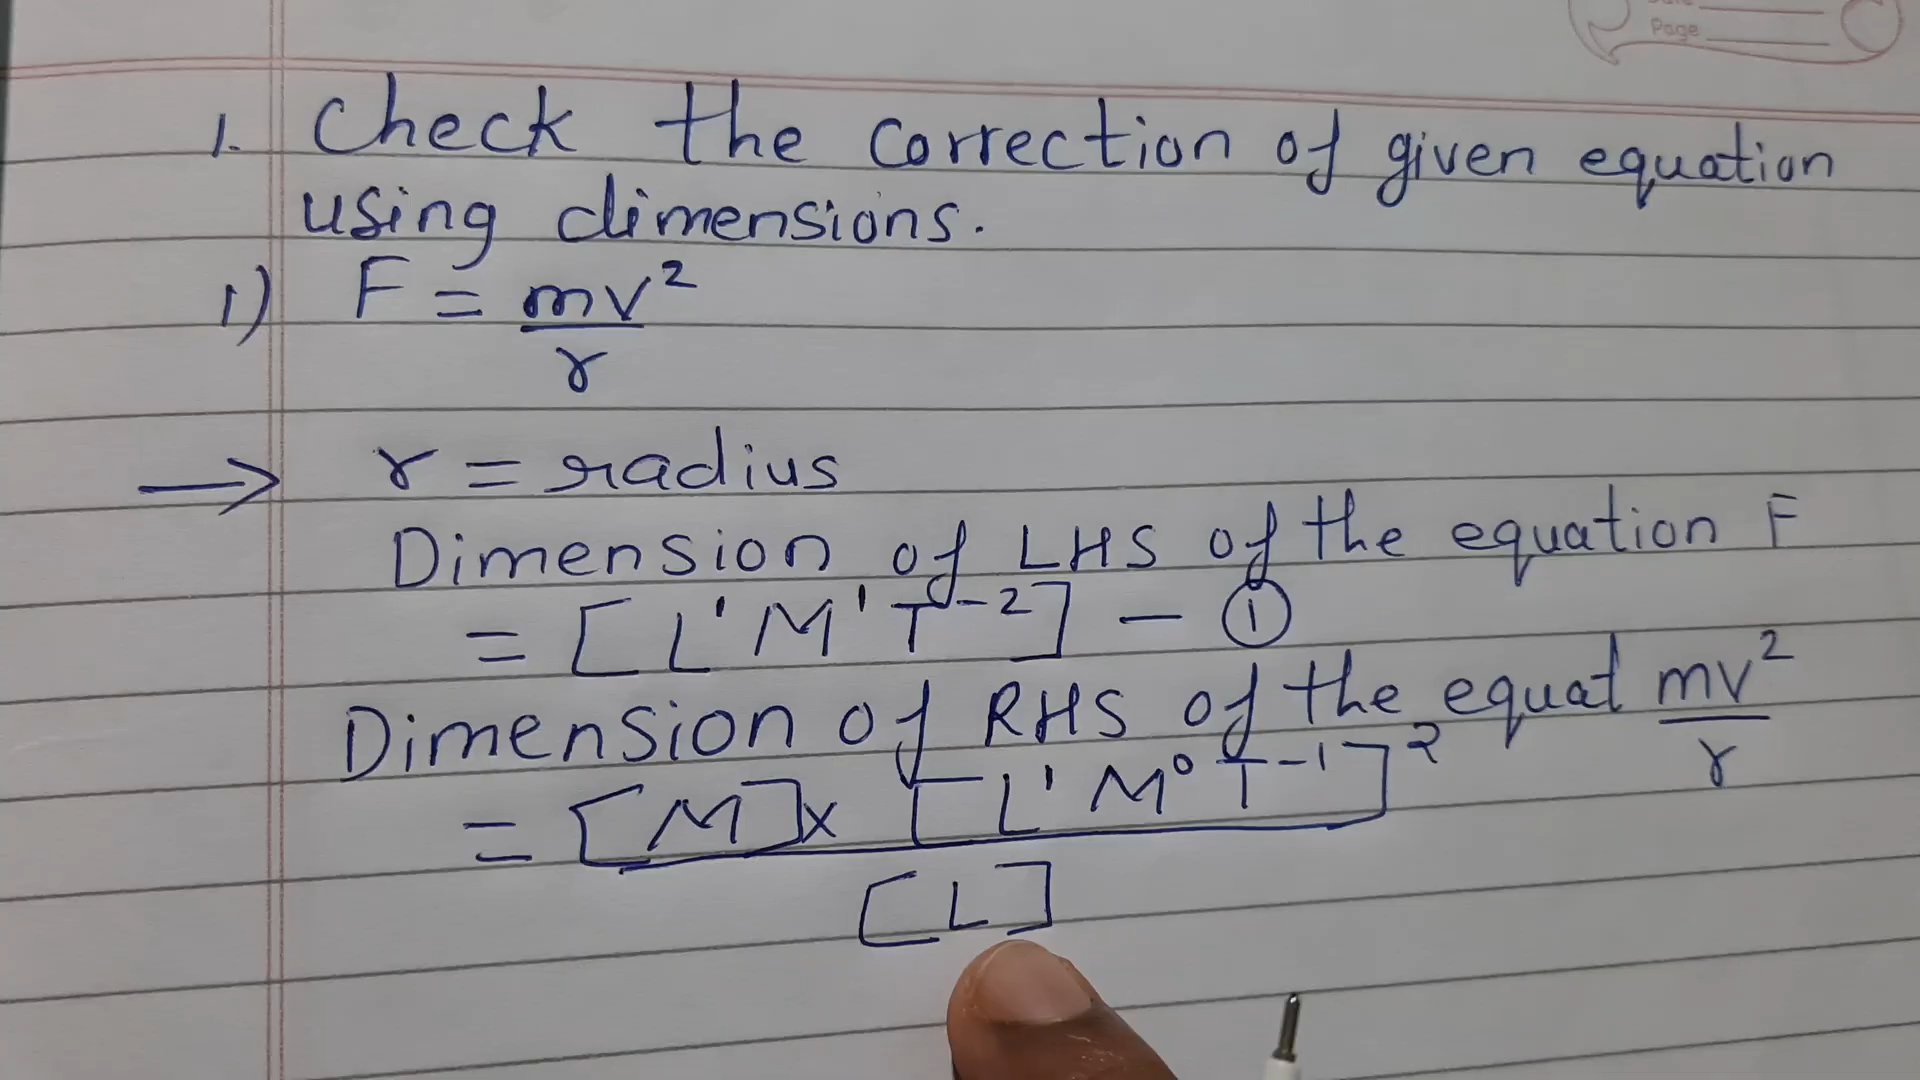 Page
1. Check the correction of given equation
using dimensions.
1) F = mv²
r
→ r = radius
Dimension of LHS of the equation F
= [L¹M¹T⁻²] - ①
Dimension of RHS of the equat mv²
r
= [M]x [L¹M⁰T⁻¹]²
[L]